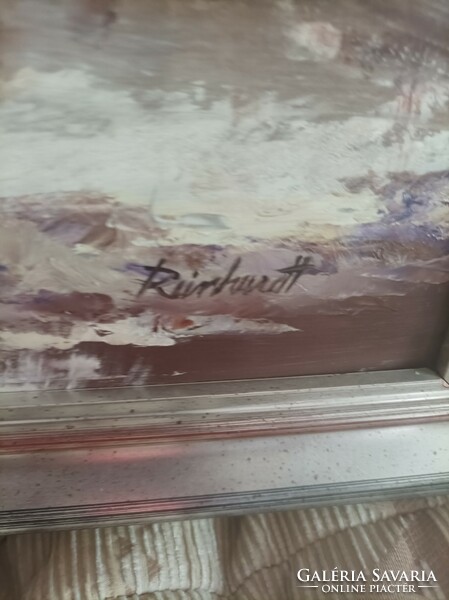 Reinhardt
GALÉRIA SAVARIA
ONLINE PIACTÉR